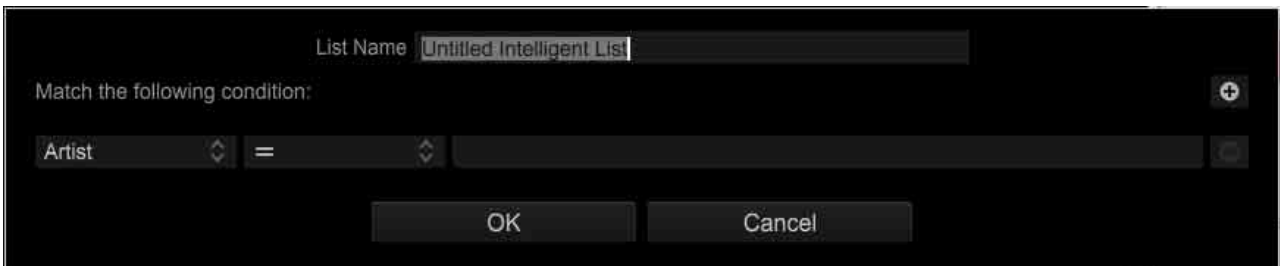 List Name Untitled Intelligent List
Match the following condition:
Artist =
OK Cancel